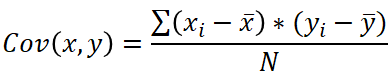 Cov(x, y) = ∑(xᵢ − x̄) * (yᵢ − ȳ) / N